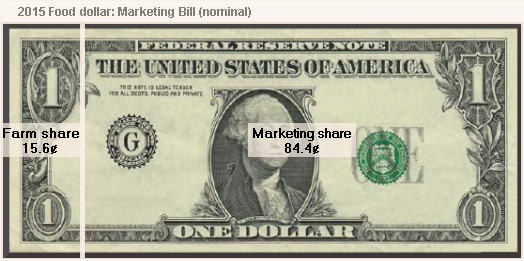 2015 Food dollar: Marketing Bill (nominal)
FEDERAL RESERVE NOTE
THE UNITED STATES OF AMERICA
THIS NOTE IS LEGAL TENDER
FOR ALL DEBTS, PUBLIC AND PRIVATE
1
1
Farm share
15.6¢
G
Marketing share
84.4¢
ONE
1
1
ONE DOLLAR